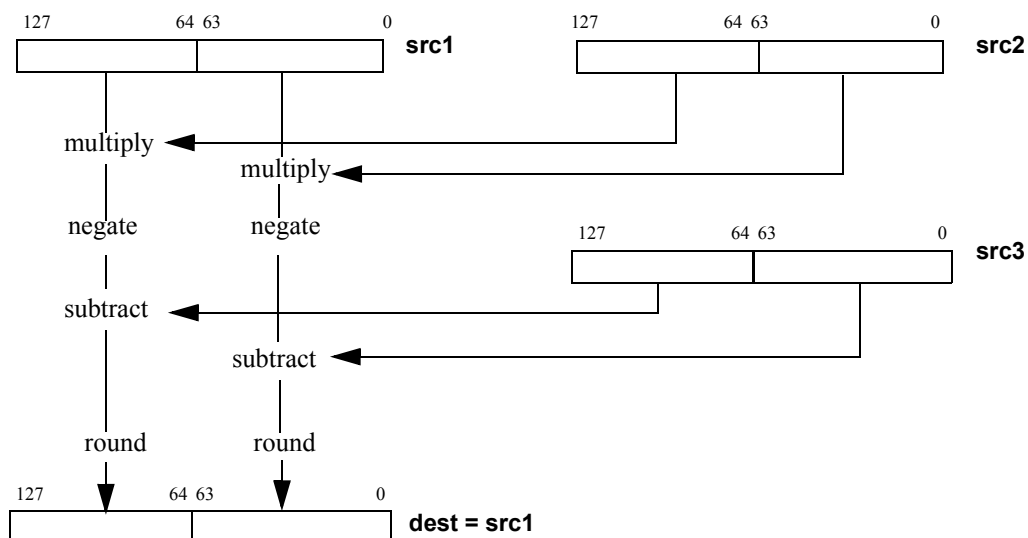 127 64 63 0 src1
127 64 63 0 src2
multiply
multiply
negate negate
127 64 63 0 src3
subtract
subtract
round round
127 64 63 0
dest = src1